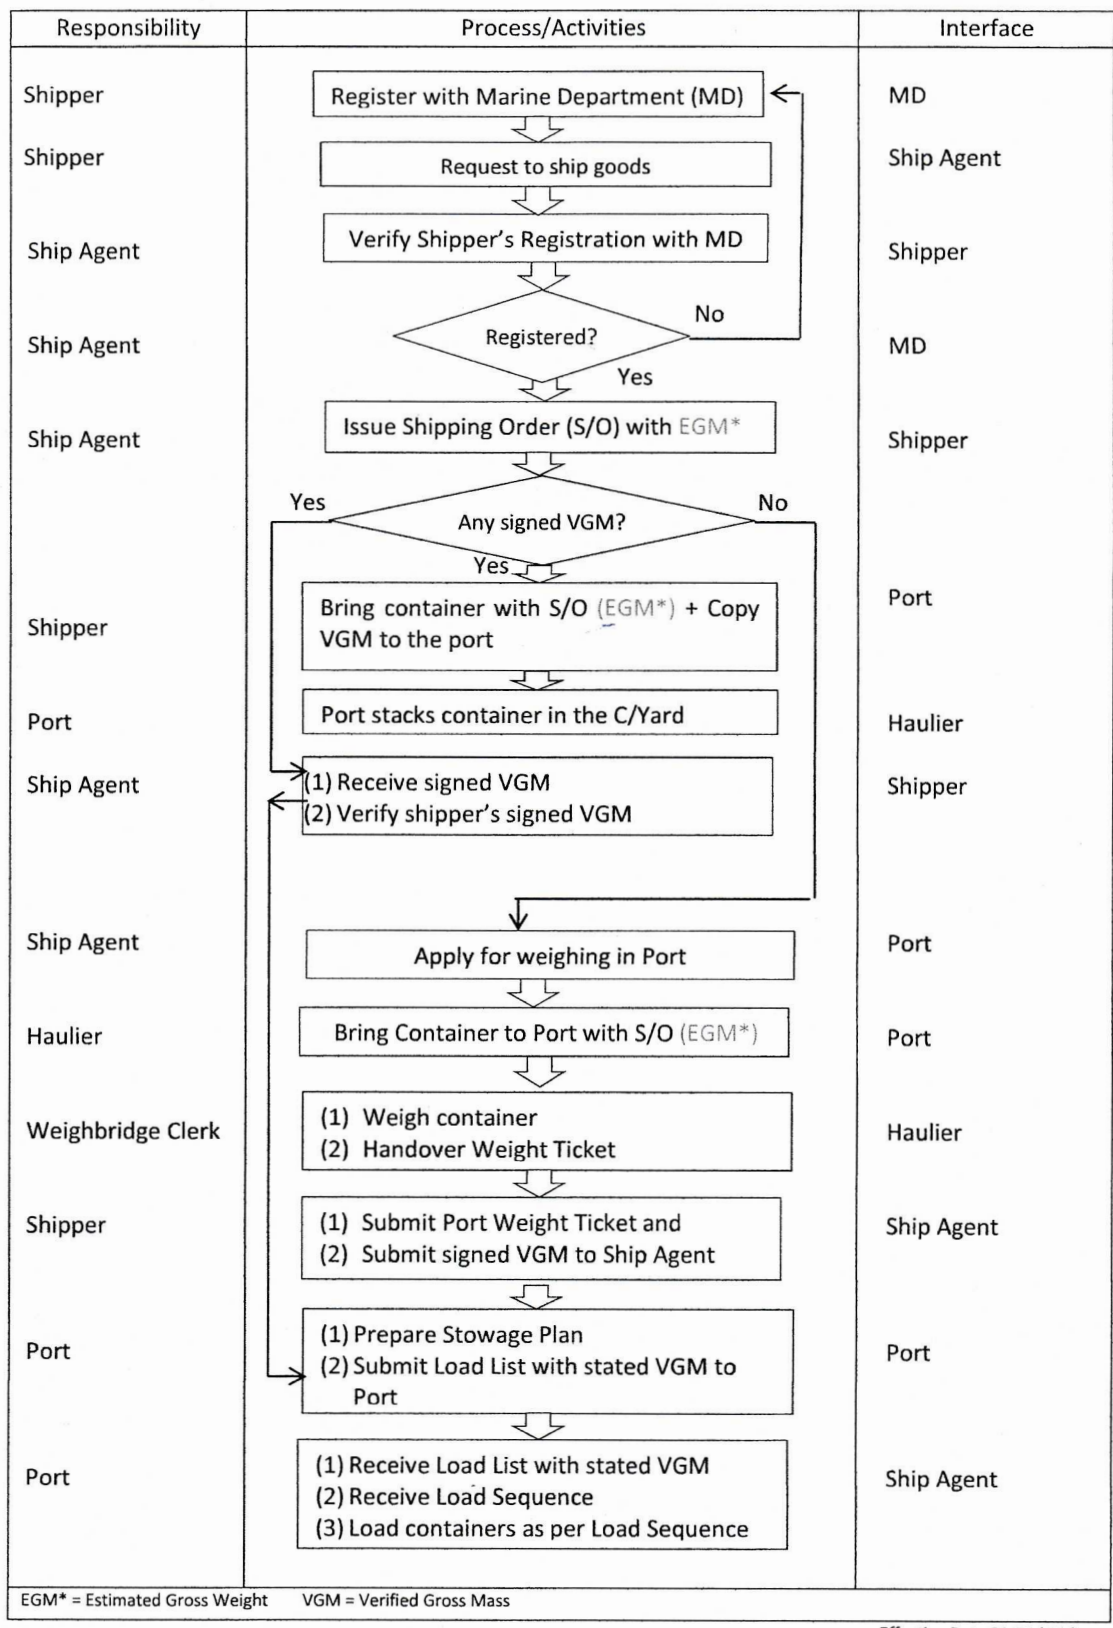 Responsibility Process/Activities Interface
Shipper Register with Marine Department (MD) MD
Shipper Request to ship goods Ship Agent
Ship Agent Verify Shipper's Registration with MD Shipper
No
Ship Agent Registered? MD
Yes
Ship Agent Issue Shipping Order (S/O) with EGM* Shipper
Yes No
Any signed VGM?
Yes
Shipper Bring container with S/O (EGM*) + Copy Port
VGM to the port
Port Port stacks container in the C/Yard Haulier
Ship Agent (1) Receive signed VGM Shipper
(2) Verify shipper's signed VGM
Ship Agent Apply for weighing in Port Port
Haulier Bring Container to Port with S/O (EGM*) Port
Weighbridge Clerk (1) Weigh container Haulier
(2) Handover Weight Ticket
Shipper (1) Submit Port Weight Ticket and Ship Agent
(2) Submit signed VGM to Ship Agent
Port (1) Prepare Stowage Plan Port
(2) Submit Load List with stated VGM to
Port
Port (1) Receive Load List with stated VGM Ship Agent
(2) Receive Load Sequence
(3) Load containers as per Load Sequence
EGM* = Estimated Gross Weight VGM = Verified Gross Mass